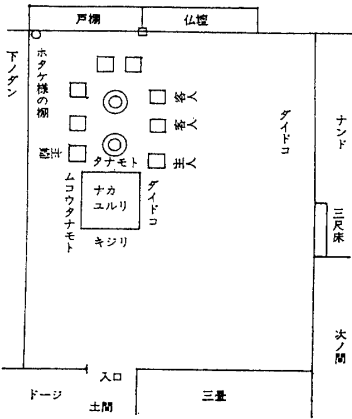 戸棚
仏壇
下ノダン
ホタケ様の棚
客人
客人
主人
主婦
タナモト
ナカ
ユルリ
ダイドコ
ムコウタナモト
キジリ
ダイドコ
ナンド
三尺床
次ノ間
入口
ドージ
土間
三畳